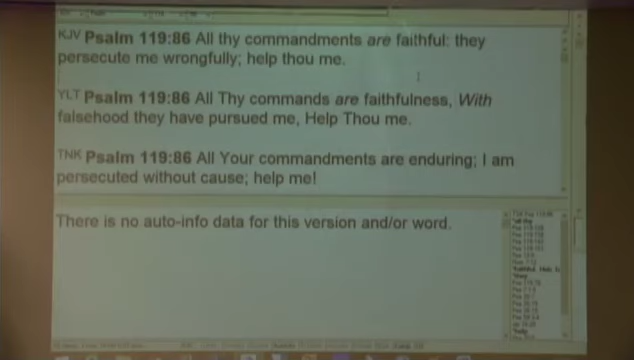 KJV Psalm 119:86 All thy commandments are faithful: they
persecute me wrongfully; help thou me.
YLT Psalm 119:86 All Thy commands are faithfulness, With
falsehood they have pursued me, Help Thou me.
TNK Psalm 119:86 All Your commandments are enduring; I am
persecuted without cause; help me!
There is no auto-info data for this version and/or word.